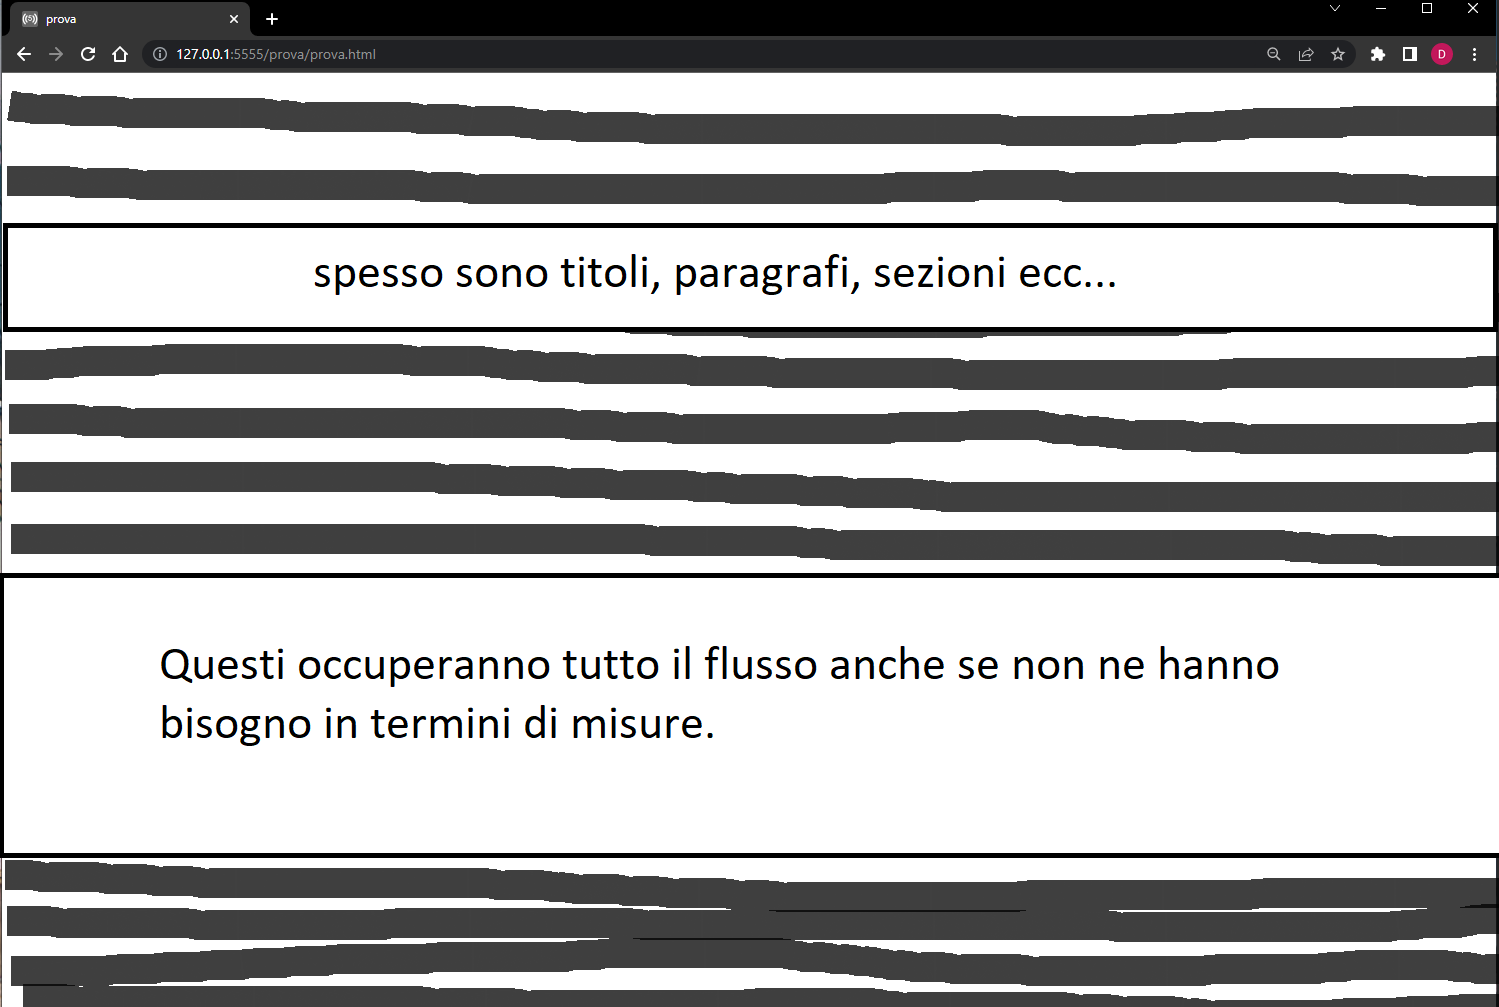 prova
127.0.0.1:5555/prova/prova.html
D
spesso sono titoli, paragrafi, sezioni ecc...
Questi occuperanno tutto il flusso anche se non ne hanno
bisogno in termini di misure.